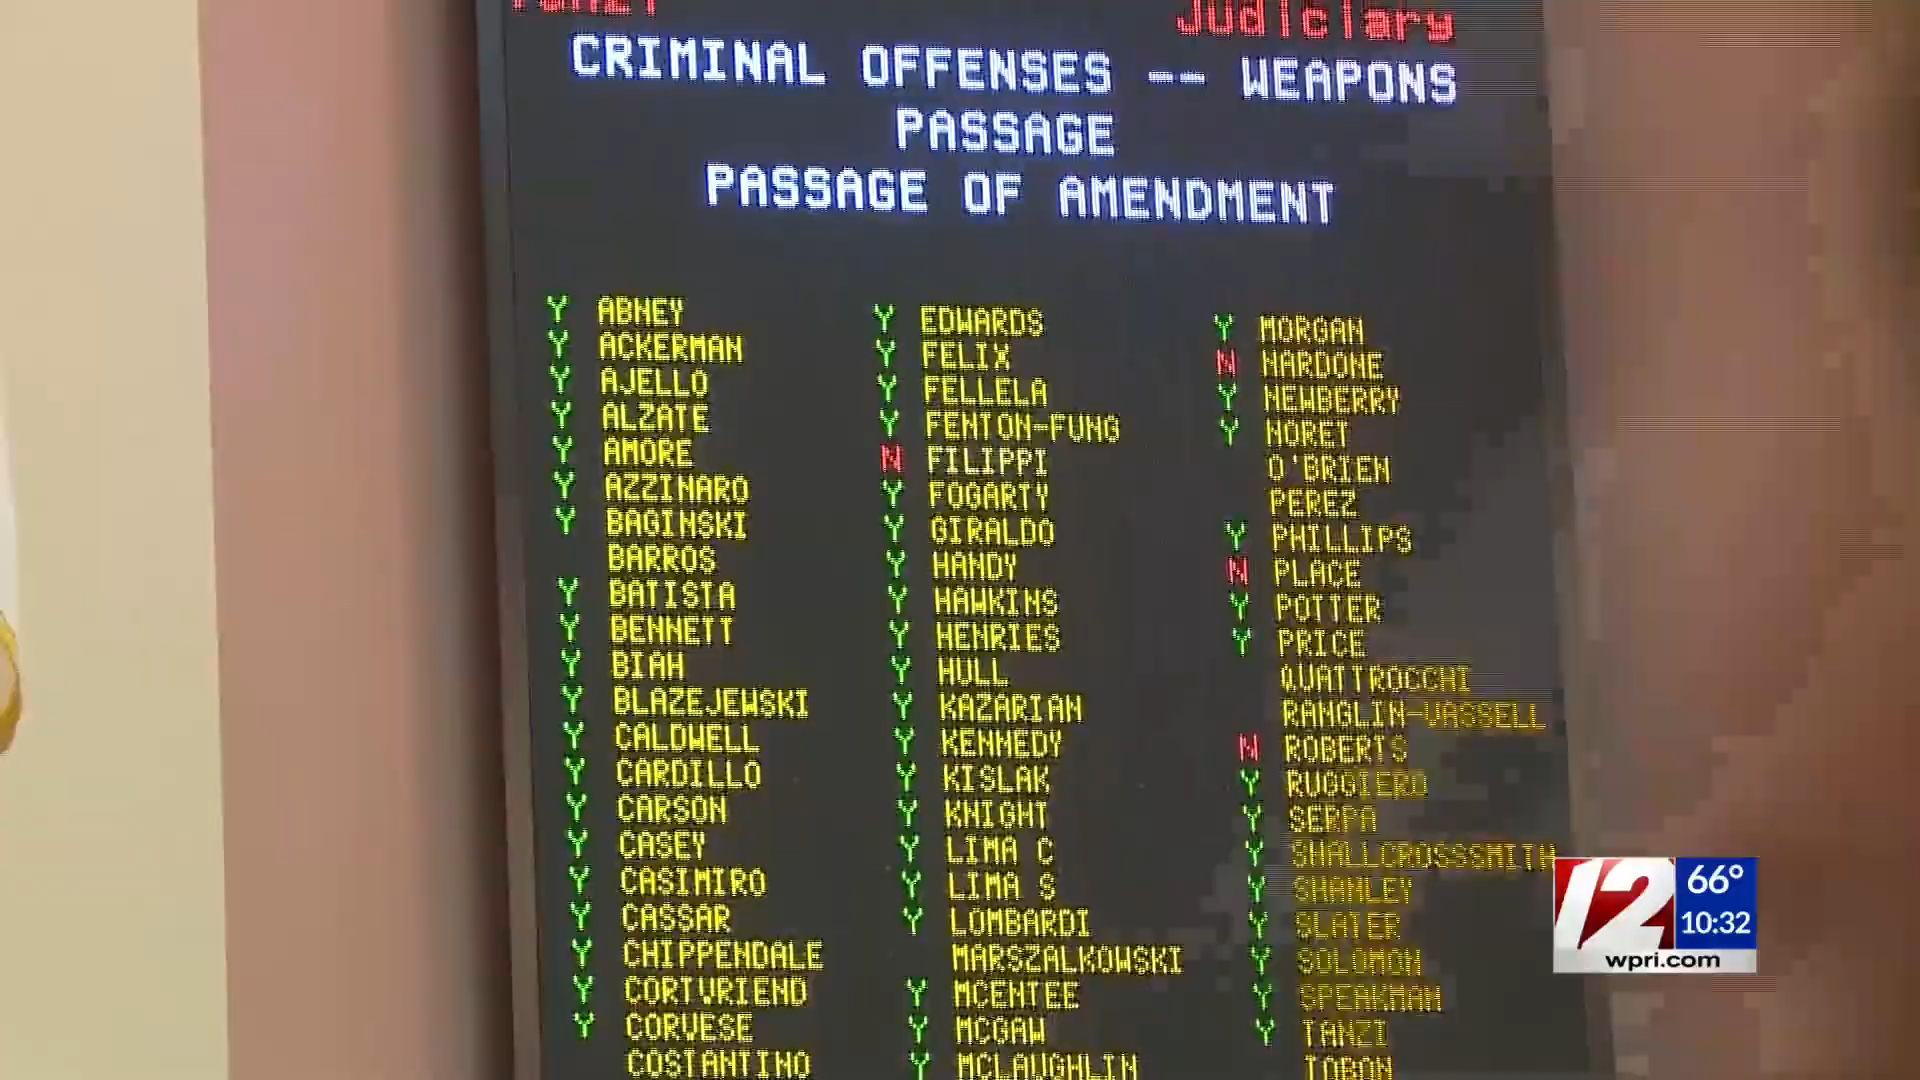 TANZI Judiciary
CRIMINAL OFFENSES -- WEAPONS
PASSAGE
PASSAGE OF AMENDMENT
Y ABNEY
Y ACKERMAN
Y AJELLO
Y ALZATE
Y AMORE
Y AZZINARO
Y BAGINSKI
BARROS
Y BATISTA
Y BENNETT
Y BIAH
Y BLAZEJEWSKI
Y CALDWELL
Y CARDILLO
Y CARSON
Y CASEY
Y CASIMIRO
Y CASSAR
Y CHIPPENDALE
Y CORTVRIEND
Y CORVESE
COSTANTINO
Y EDWARDS
Y FELIX
Y FELLELA
Y FENTON-FUNG
N FILIPPI
Y FOGARTY
Y GIRALDO
Y HANDY
Y HAWKINS
Y HENRIES
Y HULL
Y KAZARIAN
Y KENNEDY
Y KISLAK
Y KNIGHT
Y LIMA C
Y LIMA S
Y LOMBARDI
MARSZALKOWSKI
Y MCENTEE
Y MCGAW
Y MCLAUGHLIN
Y MORGAN
N NARDONE
Y NEWBERRY
Y NORET
O'BRIEN
PEREZ
Y PHILLIPS
N PLACE
Y POTTER
Y PRICE
QUATTROCCHI
RANGLIN-VASSELL
N ROBERTS
Y RUGGIERO
Y SERPA
Y SHALLCROSSSMITH
Y SHANLEY
Y SLATER
Y SOLOMON
Y SPEAKMAN
Y TANZI
TOBON
12
66°
10:32
wpri.com